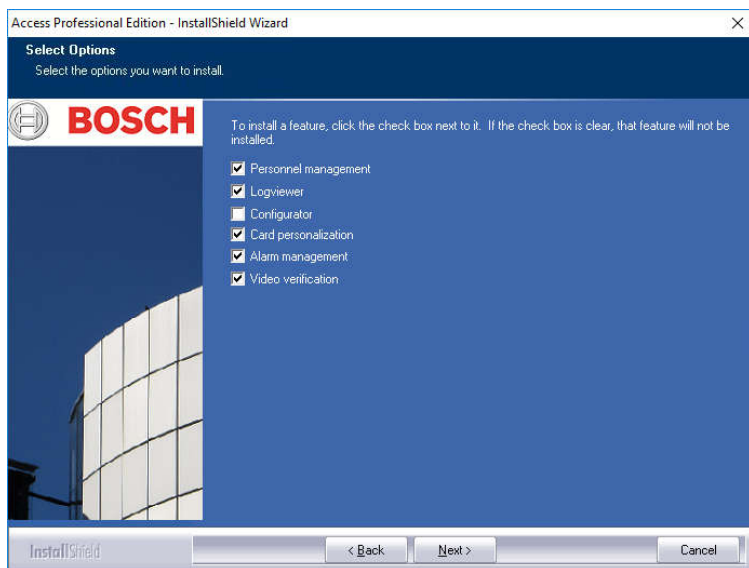 Access Professional Edition - InstallShield Wizard
Select Options
Select the options you want to install.
BOSCH
To install a feature, click the check box next to it. If the check box is clear, that feature will not be
installed.
Personnel management
Logviewer
Configurator
Card personalization
Alarm management
Video verification
InstallShield
< Back
Next >
Cancel